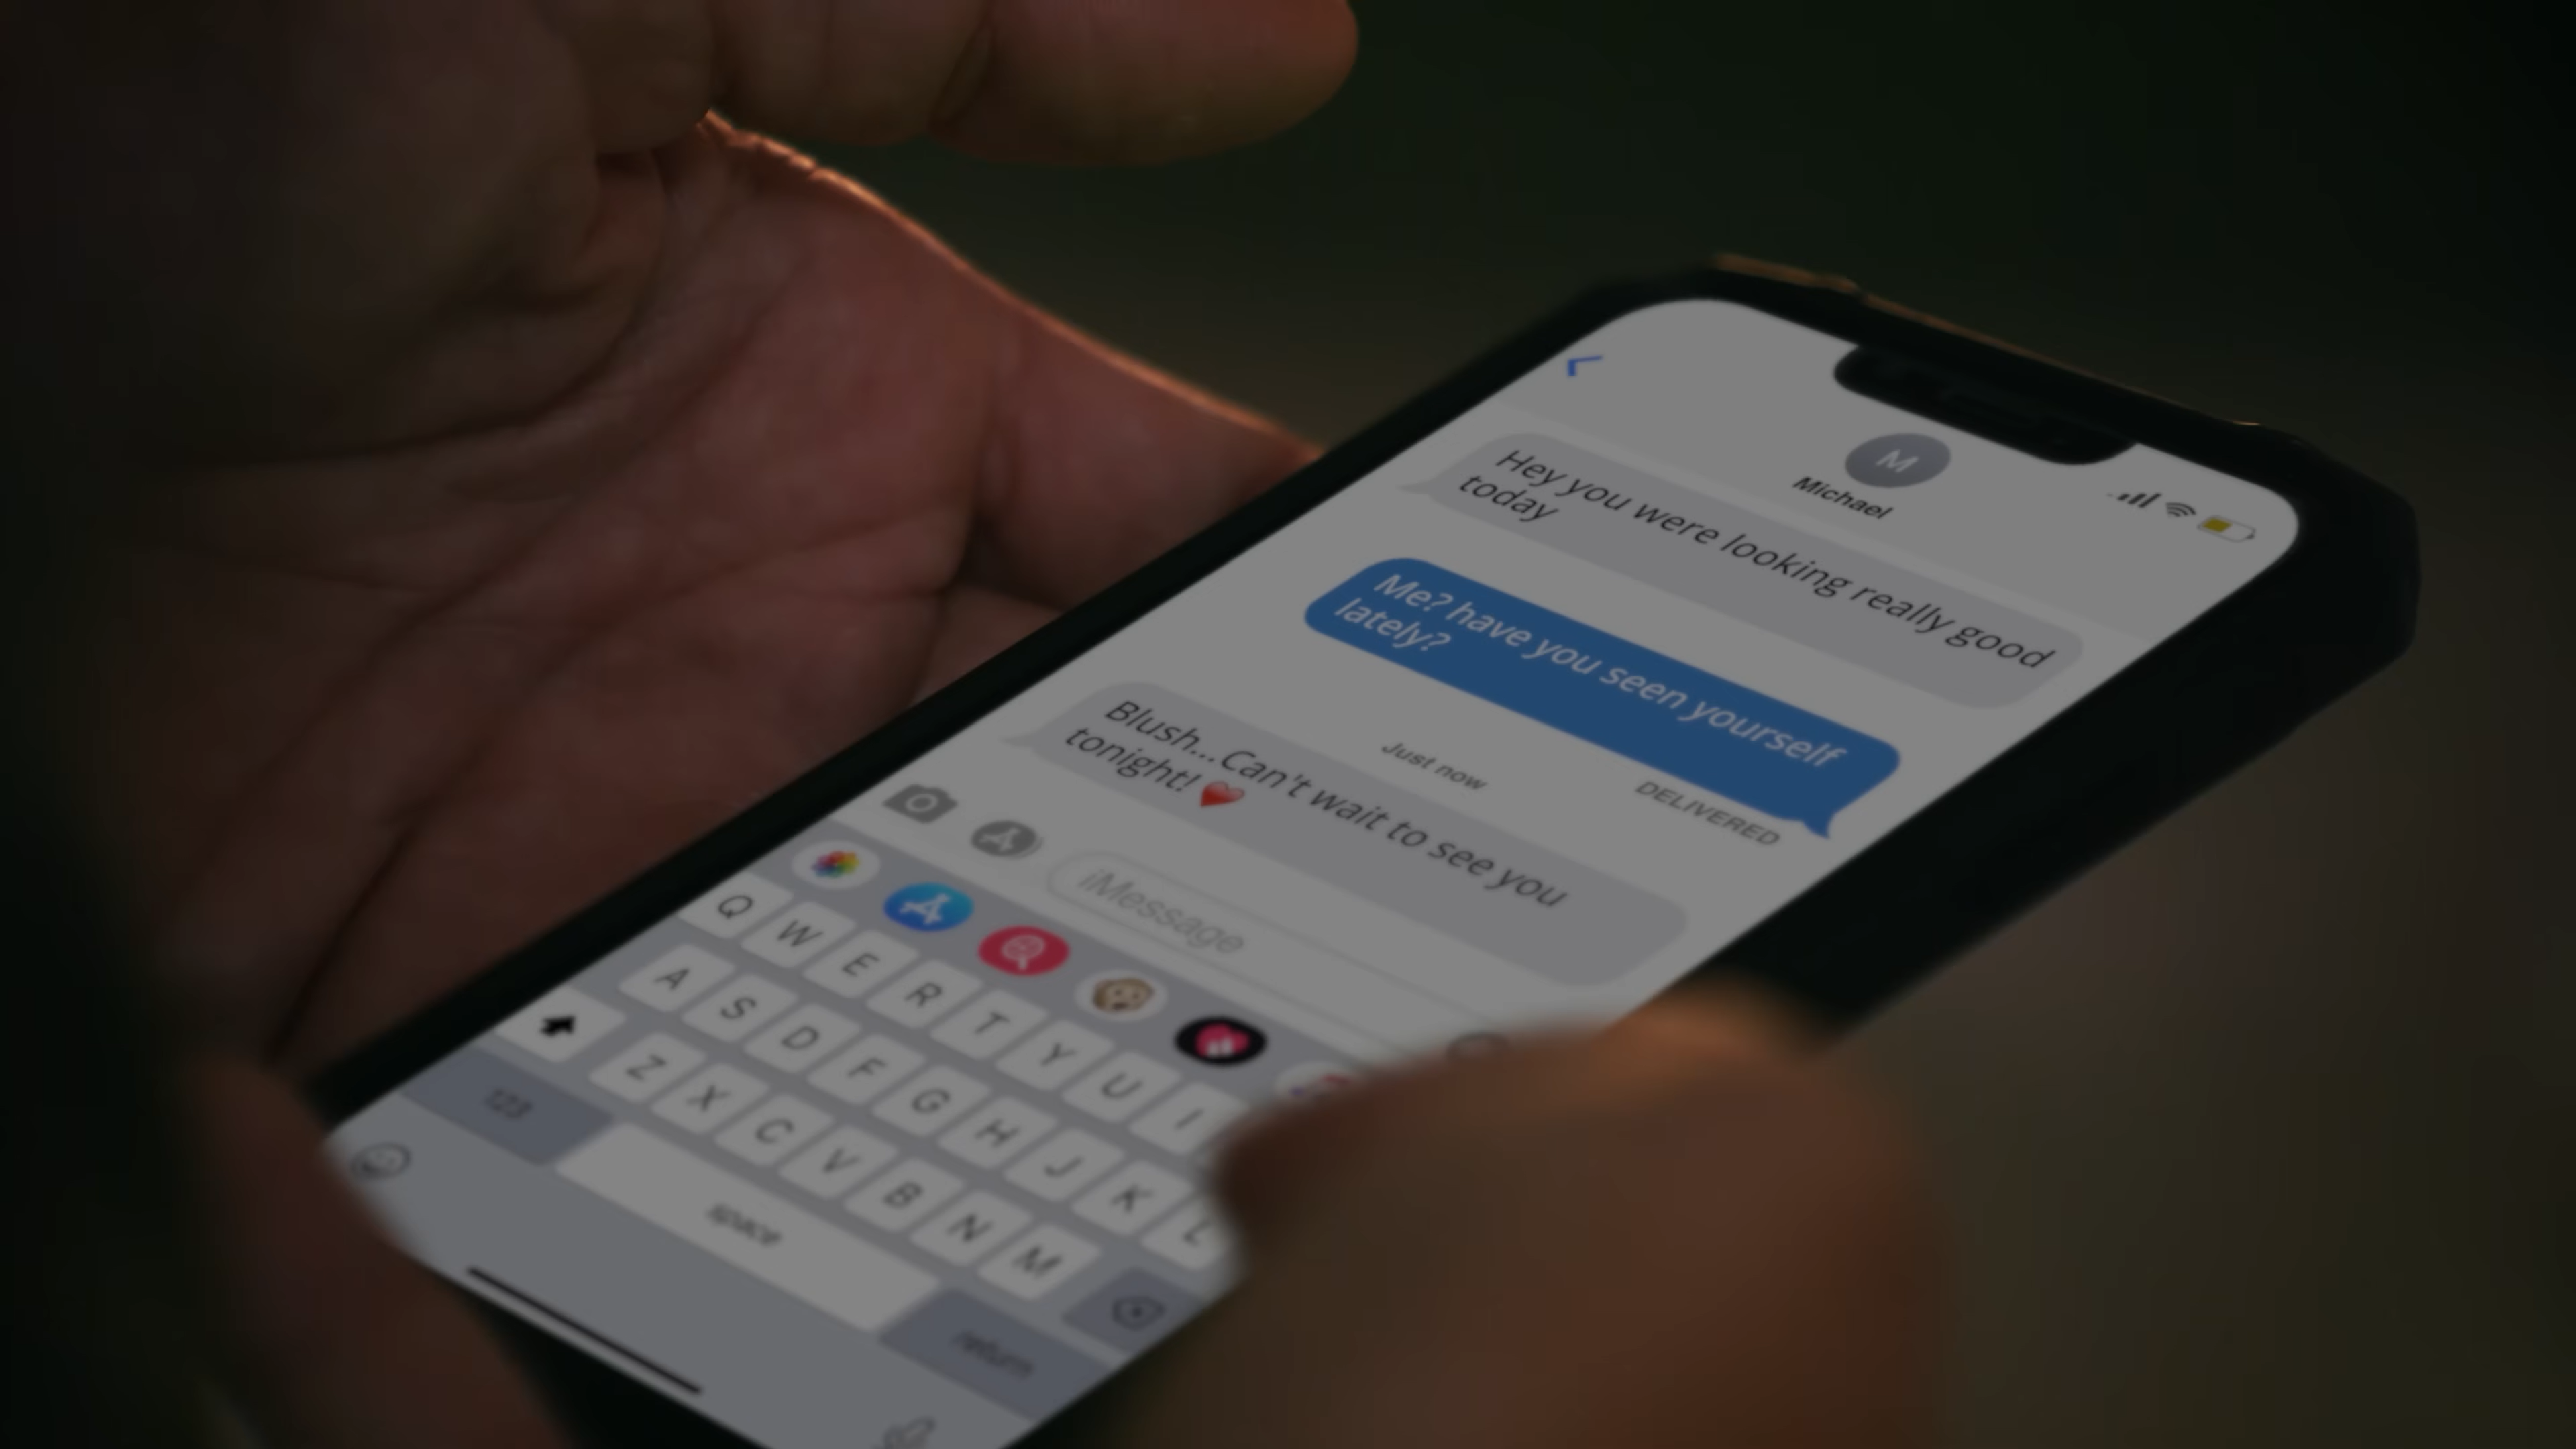 M
Michael
Hey you were looking really good
today
Me? have you seen yourself
lately?
DELIVERED
Just now
Blush...Can't wait to see you
tonight! ❤️
iMessage
Q W E R T Y U I
A S D F G H J K L
Z X C V B N M
123 space return